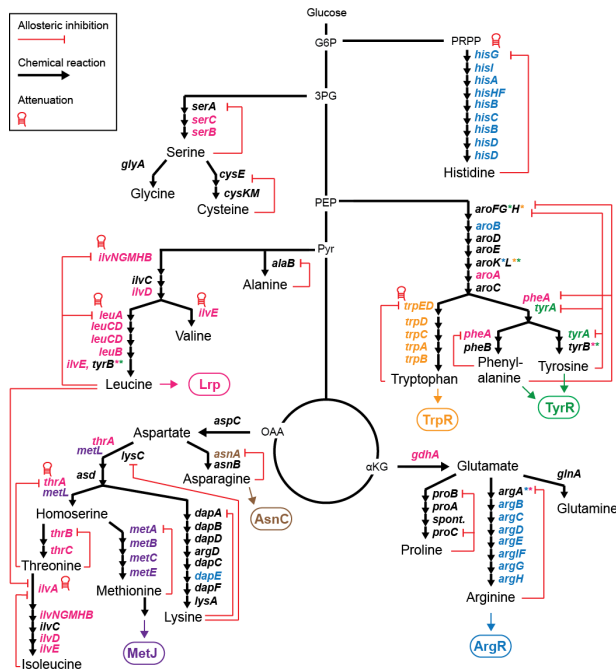 Allosteric inhibition
Chemical reaction
Attenuation
Glucose
G6P
PRPP
hisG
hisI
hisA
hisHF
hisB
hisC
hisB
hisD
hisD
Histidine
3PG
serA
serC
serB
Serine
glyA
Glycine
cysE
cysKM
Cysteine
PEP
aroFG*H*
aroB
aroD
aroE
aroK*L**
aroA
aroC
trpED
trpD
trpC
trpA
trpB
Tryptophan
TrpR
pheA
tyrA
pheA
pheB
Phenyl-
alanine
tyrA
tyrB**
Tyrosine
TyrR
Pyr
alaB
Alanine
ilvNGMHB
ilvC
ilvD
ilvE
Valine
leuA
leuCD
leuCD
leuB
ilvE, tyrB**
Leucine
Lrp
OAA
aspC
Aspartate
asnA
asnB
Asparagine
AsnC
thrA
metL
lysC
asd
thrA
metL
Homoserine
thrB
thrC
Threonine
ilvA
ilvNGMHB
ilvC
ilvD
ilvE
Isoleucine
metA
metB
metC
metE
Methionine
MetJ
dapA
dapB
dapD
argD
dapC
dapE
dapF
lysA
Lysine
αKG
gdhA
Glutamate
glnA
Glutamine
proB
proA
spont.
proC
Proline
argA**
argB
argC
argD
argE
argIF
argG
argH
Arginine
ArgR